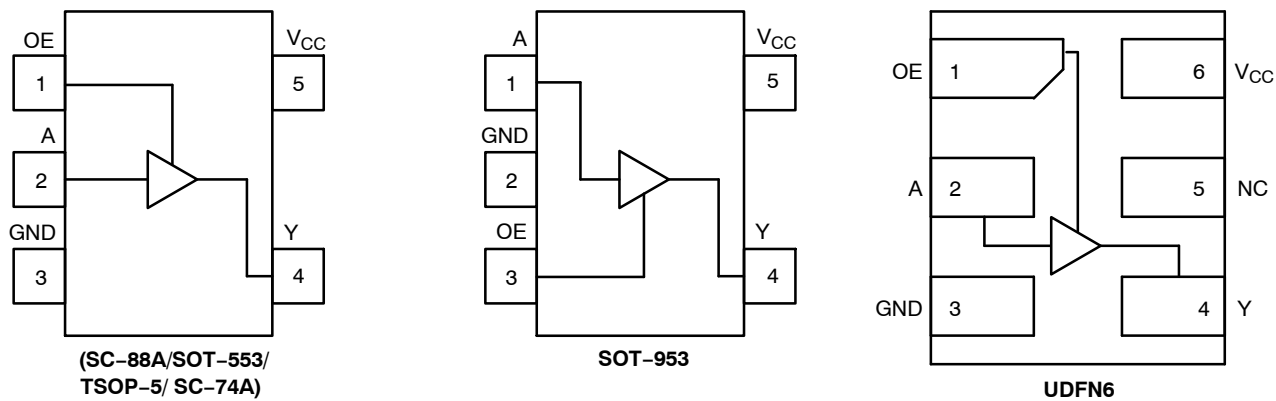 OE
1
V_CC
5
A
2
GND
3
Y
4
(SC−88A/SOT−553/
TSOP−5/ SC−74A)
A
1
V_CC
5
GND
2
OE
3
Y
4
SOT−953
OE 1
6 V_CC
A 2
5 NC
GND 3
4 Y
UDFN6